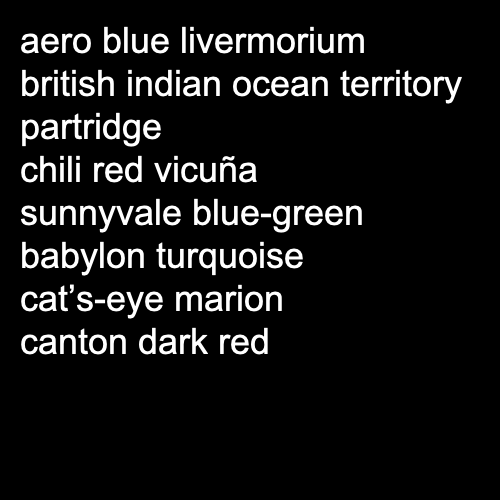 aero blue livermorium
british indian ocean territory
partridge
chili red vicuña
sunnyvale blue-green
babylon turquoise
cat’s-eye marion
canton dark red